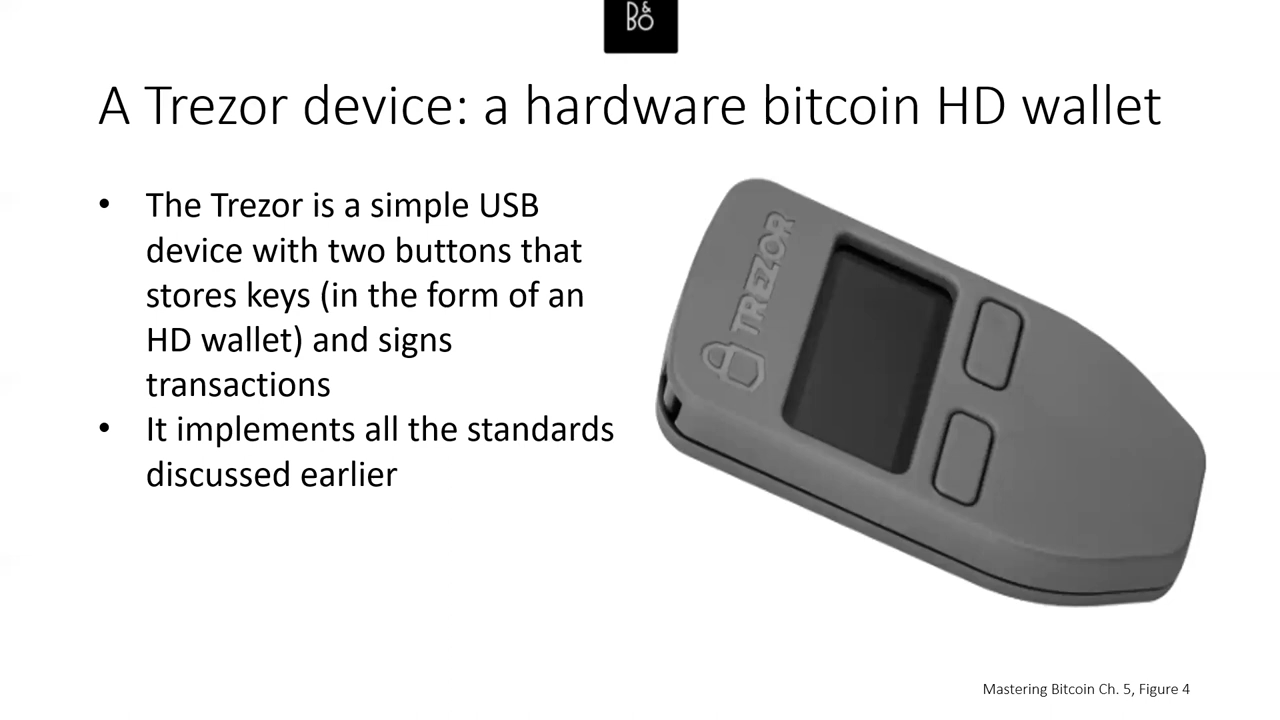 B&O
A Trezor device: a hardware bitcoin HD wallet
• The Trezor is a simple USB
device with two buttons that
stores keys (in the form of an
HD wallet) and signs
transactions
• It implements all the standards
discussed earlier
TREZOR
Mastering Bitcoin Ch. 5, Figure 4